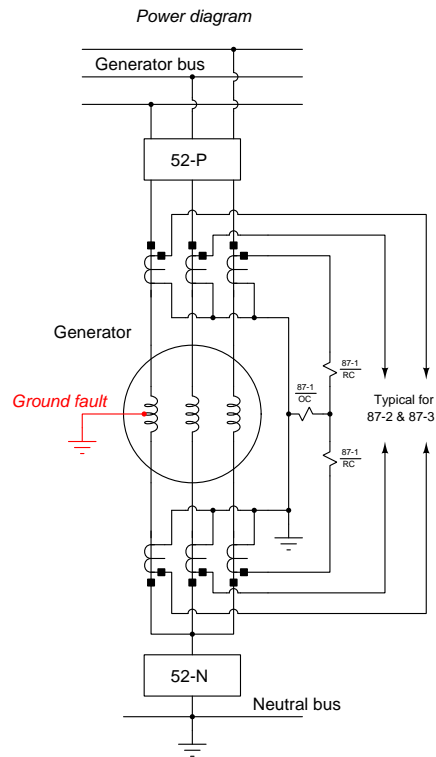 Power diagram
Generator bus
52-P
Generator
87-1
RC
87-1
OC
Ground fault
Typical for
87-2 & 87-3
87-1
RC
52-N
Neutral bus